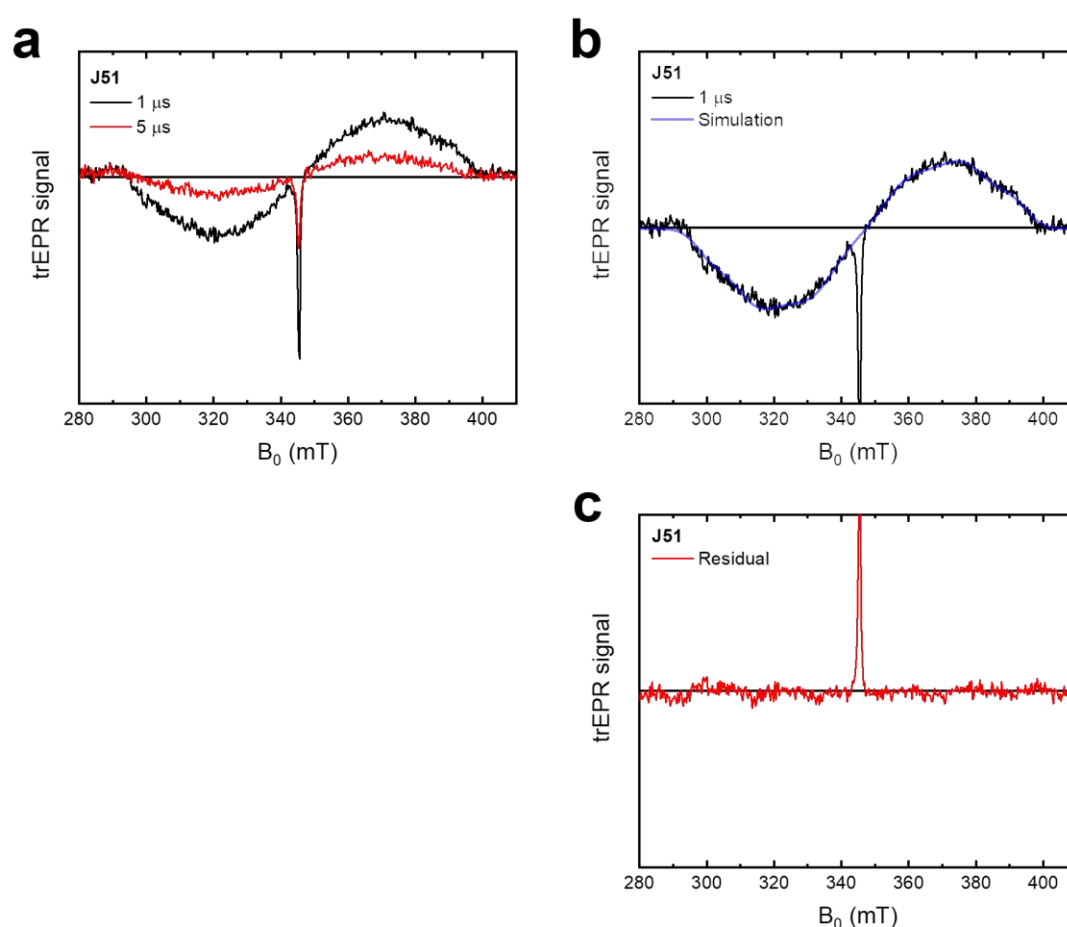 a
J51
1 μs
5 μs
trEPR signal
280 300 320 340 360 380 400
B₀ (mT)
b
J51
1 μs
Simulation
trEPR signal
280 300 320 340 360 380 400
B₀ (mT)
c
J51
Residual
trEPR signal
280 300 320 340 360 380 400
B₀ (mT)